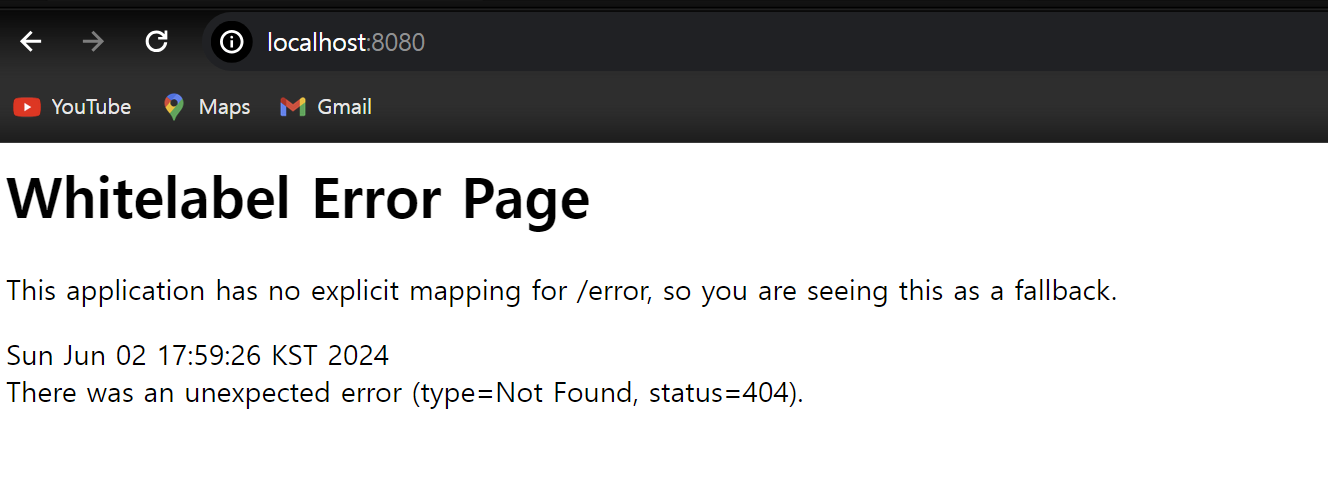 localhost:8080
YouTube Maps Gmail
Whitelabel Error Page
This application has no explicit mapping for /error, so you are seeing this as a fallback.
Sun Jun 02 17:59:26 KST 2024
There was an unexpected error (type=Not Found, status=404).